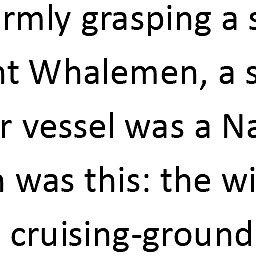 rmly grasping a s
nt Whalemen, a s
r vessel was a Na
was this: the wi
cruising-ground